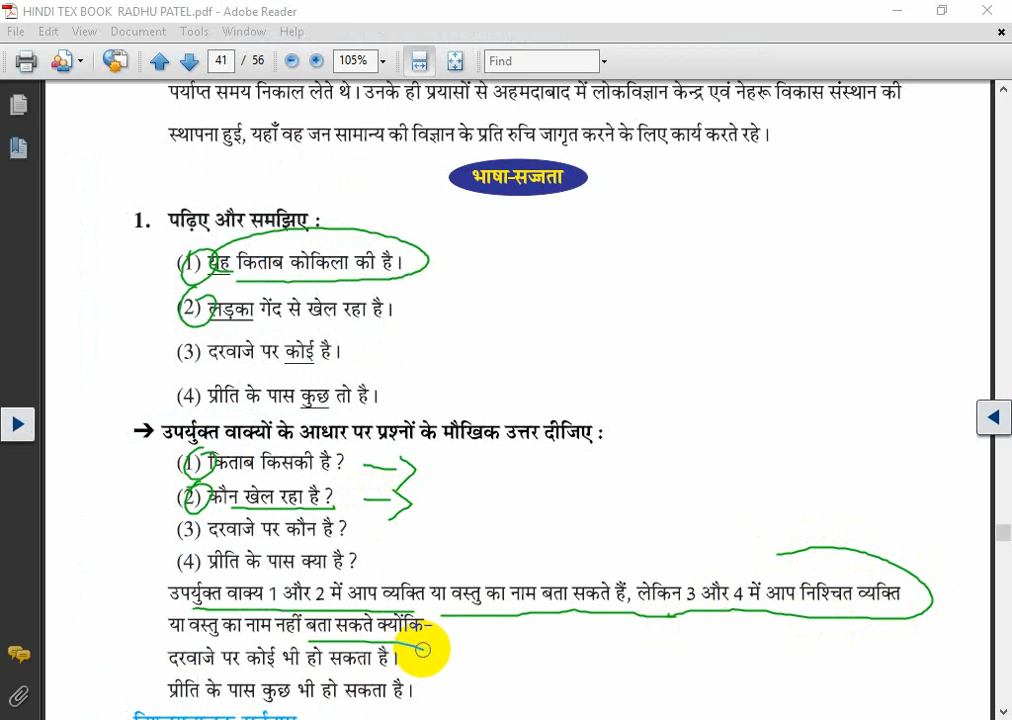 HINDI TEX BOOK RADHU PATEL.pdf - Adobe Reader
File Edit View Document Tools Window Help
41 / 56 105% Find
पर्याप्त समय निकाल लेते थे। उनके ही प्रयासों से अहमदाबाद में लोकविज्ञान केन्द्र एवं नेहरू विकास संस्थान की
स्थापना हुई, यहाँ वह जन सामान्य की विज्ञान के प्रति रुचि जागृत करने के लिए कार्य करते रहे।
भाषा-सज्जता
1. पढ़िए और समझिए :
(1) यह किताब कोकिला की है।
(2) लड़का गेंद से खेल रहा है।
(3) दरवाजे पर कोई है।
(4) प्रीति के पास कुछ तो है।
➔ उपर्युक्त वाक्यों के आधार पर प्रश्नों के मौखिक उत्तर दीजिए :
(1) किताब किसकी है ?
(2) कौन खेल रहा है ?
(3) दरवाजे पर कौन है ?
(4) प्रीति के पास क्या है ?
उपर्युक्त वाक्य 1 और 2 में आप व्यक्ति या वस्तु का नाम बता सकते हैं, लेकिन 3 और 4 में आप निश्चित व्यक्ति
या वस्तु का नाम नहीं बता सकते क्योंकि-
दरवाजे पर कोई भी हो सकता है।
प्रीति के पास कुछ भी हो सकता है।